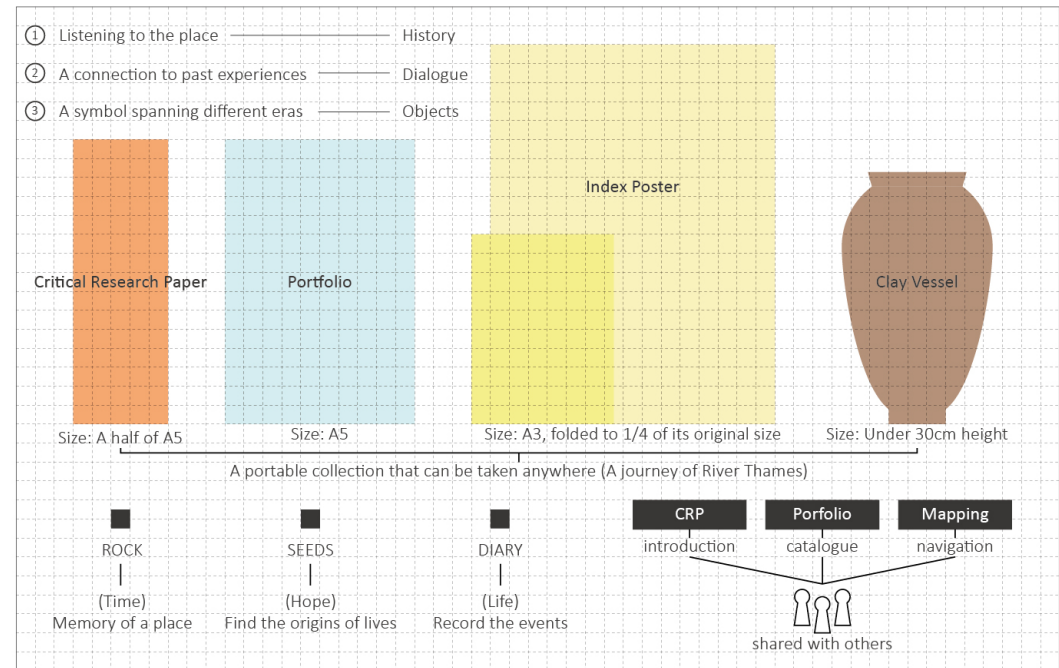 1 Listening to the place History
2 A connection to past experiences Dialogue
3 A symbol spanning different eras Objects
Index Poster
Critical Research Paper
Portfolio
Clay Vessel
Size: A half of A5
Size: A5
Size: A3, folded to 1/4 of its original size
Size: Under 30cm height
A portable collection that can be taken anywhere (A journey of River Thames)
ROCK
(Time)
Memory of a place
SEEDS
(Hope)
Find the origins of lives
DIARY
(Life)
Record the events
CRP
introduction
Porfolio
catalogue
Mapping
navigation
shared with others